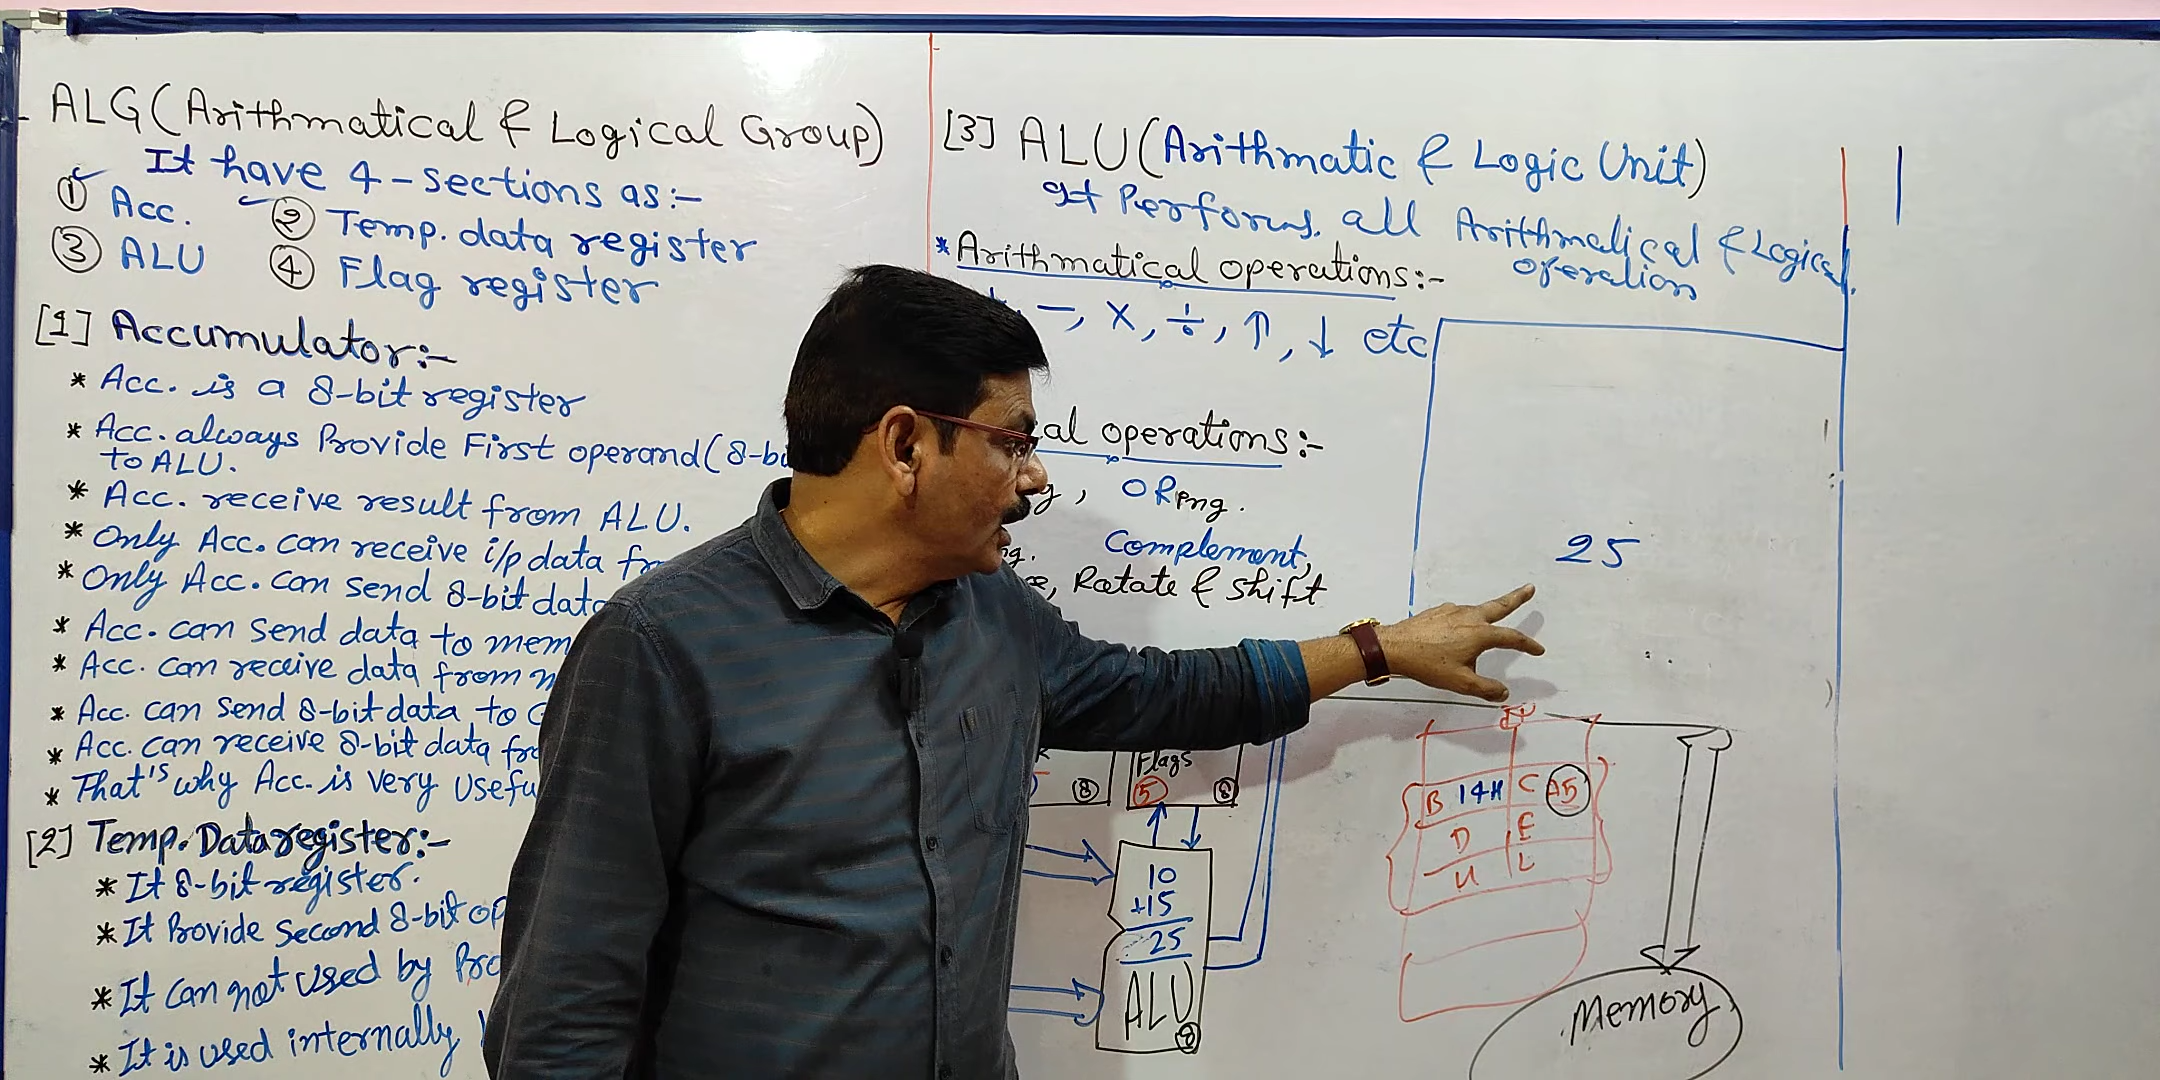 ALG (Arithmatical & Logical Group)
It have 4-sections as:-
① Acc. ② Temp. data register
③ ALU ④ Flag register
[1] Accumulator:-
* Acc. is a 8-bit register
* Acc. always Provide First operand (8-bi
to ALU.
* Acc. receive result from ALU.
* Only Acc. can receive i/p data fr
* Only Acc. can send 8-bit data
* Acc. can send data to mem
* Acc. can receive data from m
* Acc. can send 8-bit data to G
* Acc. can receive 8-bit data fro
* That's why Acc. is very usefu
[2] Temp. Data register:-
* It 8-bit register.
* It Provide Second 8-bit op
* It can not used by Pro
* It is used internally
[3] ALU (Arithmatic & Logic Unit)
It Performs all Arithmatical & Logical
operation
* Arithmatical operations:-
−, ×, ÷, ↑, ↓ etc
cal operations:-
g, ORing.
ng. Complement,
e, Rotate & Shift
25
Flags
5 8
8
10
+15
25
ALU
8
B 14H C A5
D E
H L
Memory